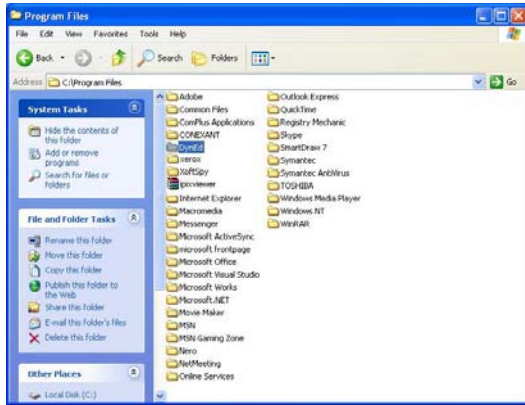 Program Files
File Edit View Favorites Tools Help
Back Search Folders
Address C:\Program Files Go
System Tasks
Hide the contents of
this folder
Add or remove
programs
Search for files or
folders
File and Folder Tasks
Rename this folder
Move this folder
Copy this folder
Publish this folder to
the Web
Share this folder
E-mail this folder's files
Delete this folder
Other Places
Local Disk (C:)
Adobe
Common Files
ComPlus Applications
CONEXANT
DynEd
xerox
XoftSpy
ipixviewer
Internet Explorer
Macromedia
Messenger
Microsoft ActiveSync
microsoft frontpage
Microsoft Office
Microsoft Visual Studio
Microsoft Works
Microsoft.NET
Movie Maker
MSN
MSN Gaming Zone
Nero
NetMeeting
Online Services
Outlook Express
QuickTime
Registry Mechanic
Skype
SmartDraw 7
Symantec
Symantec AntiVirus
TOSHIBA
Windows Media Player
Windows NT
WinRAR